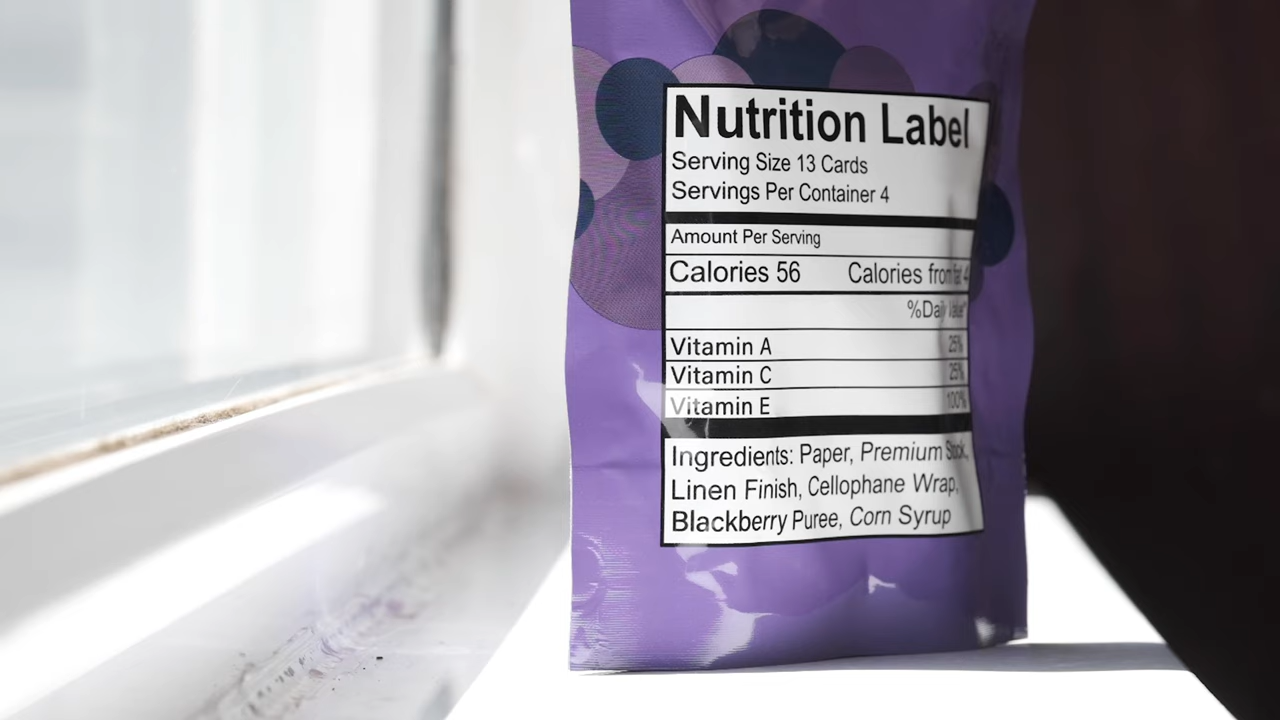 Nutrition Label
Serving Size 13 Cards
Servings Per Container 4
Amount Per Serving
Calories 56 Calories from fat 4
%Daily Value*
Vitamin A 25%
Vitamin C 25%
Vitamin E 100%
Ingredients: Paper, Premium Stock,
Linen Finish, Cellophane Wrap,
Blackberry Puree, Corn Syrup